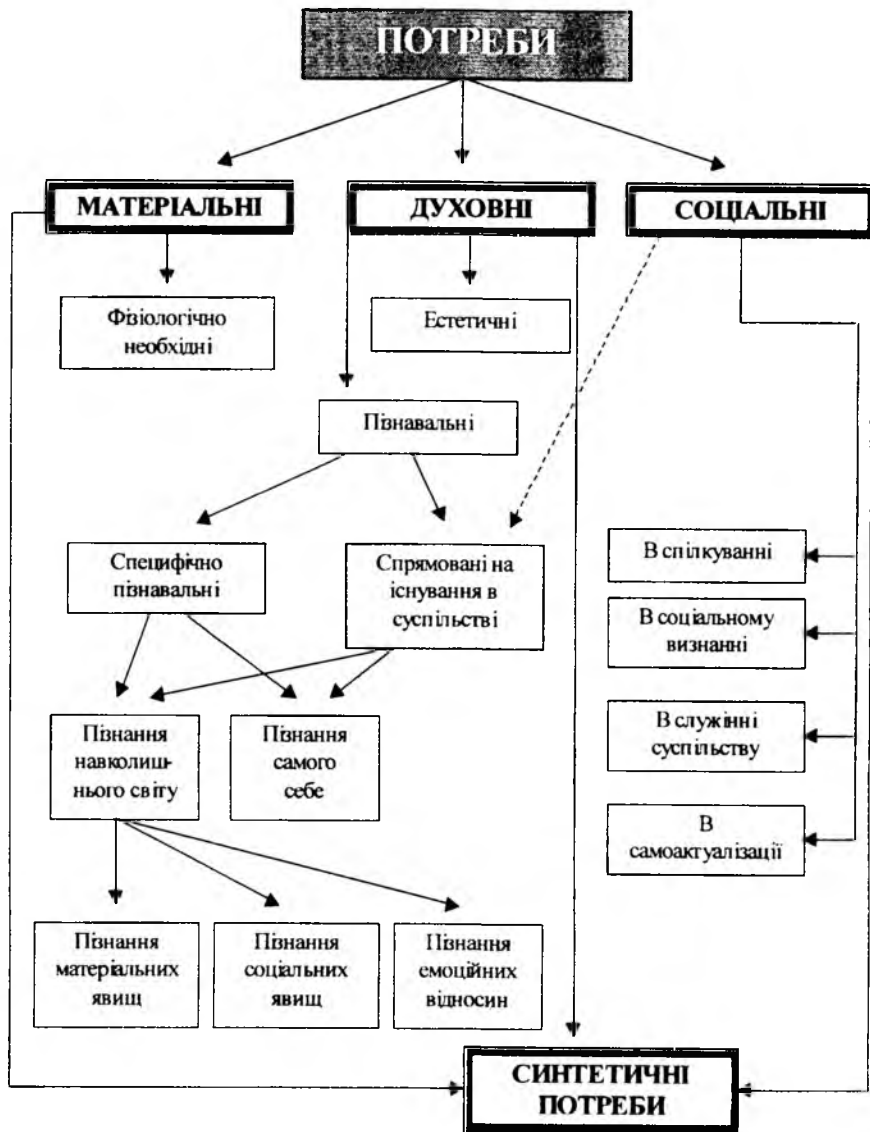 ПОТРЕБИ
МАТЕРІАЛЬНІ
ДУХОВНІ
СОЦІАЛЬНІ
Фізіологічно
необхідні
Естетичні
Пізнавальні
Специфічно
пізнавальні
Спрямовані на
існування в
суспільстві
В спілкуванні
В соціальному
визнанні
В служінні
суспільству
В
самоактуалізації
Пізнання
навколиш-
нього світу
Пізнання
самого
себе
Пізнання
матеріальних
явищ
Пізнання
соціальних
явищ
Пізнання
емоційних
відносин
СИНТЕТИЧНІ
ПОТРЕБИ